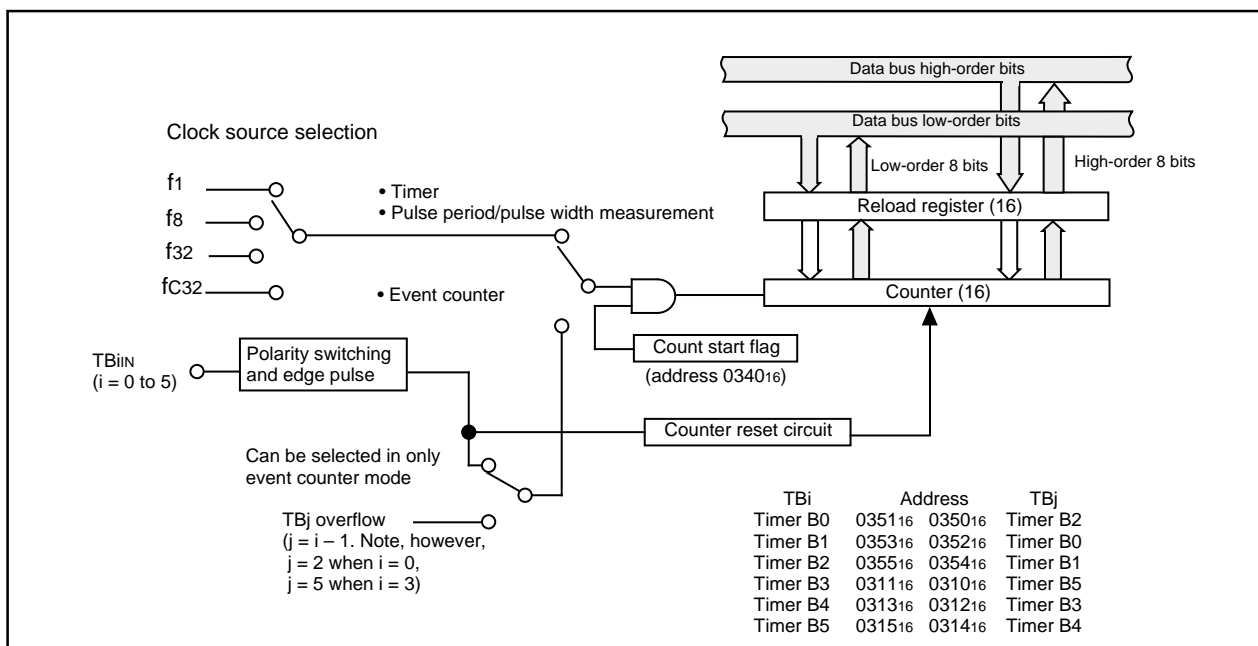 Data bus high-order bits
Data bus low-order bits
Low-order 8 bits
High-order 8 bits
Clock source selection
f1
f8
f32
fC32
• Timer
• Pulse period/pulse width measurement
• Event counter
Reload register (16)
Counter (16)
Count start flag
(address 034016)
TBiIN
(i = 0 to 5)
Polarity switching
and edge pulse
Counter reset circuit
Can be selected in only
event counter mode
TBj overflow
(j = i – 1. Note, however,
j = 2 when i = 0,
j = 5 when i = 3)
TBi Address TBj
Timer B0 035116 035016 Timer B2
Timer B1 035316 035216 Timer B0
Timer B2 035516 035416 Timer B1
Timer B3 031116 031016 Timer B5
Timer B4 031316 031216 Timer B3
Timer B5 031516 031416 Timer B4